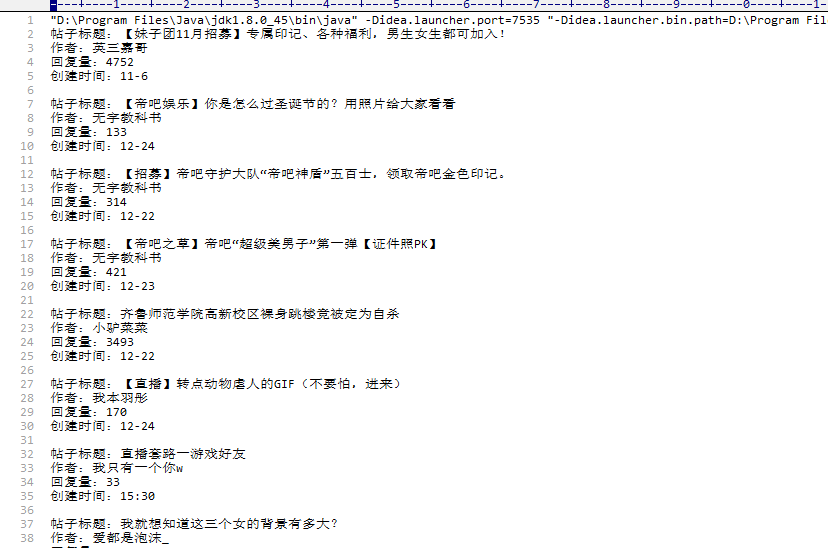 ----+----1----+----2----+----3----+----4----+----5----+----6----+----7----+----8----+----9----+----0----+----1-
1 "D:\Program Files\Java\jdk1.8.0_45\bin\java" -Didea.launcher.port=7535 "-Didea.launcher.bin.path=D:\Program Fil
2 帖子标题：【妹子团11月招募】专属印记、各种福利，男生女生都可加入！
3 作者：英三嘉哥
4 回复量：4752
5 创建时间：11-6
6
7 帖子标题：【帝吧娱乐】你是怎么过圣诞节的？用照片给大家看看
8 作者：无字教科书
9 回复量：133
10 创建时间：12-24
11
12 帖子标题：【招募】帝吧守护大队“帝吧神盾”五百士，领取帝吧金色印记。
13 作者：无字教科书
14 回复量：314
15 创建时间：12-22
16
17 帖子标题：【帝吧之草】帝吧“超级美男子”第一弹【证件照PK】
18 作者：无字教科书
19 回复量：421
20 创建时间：12-23
21
22 帖子标题：齐鲁师范学院高新校区裸身跳楼竟被定为自杀
23 作者：小驴菜菜
24 回复量：3493
25 创建时间：12-22
26
27 帖子标题：【直播】转点动物虐人的GIF（不要怕，进来）
28 作者：我本羽彤
29 回复量：170
30 创建时间：12-24
31
32 帖子标题：直播套路一游戏好友
33 作者：我只有一个你w
34 回复量：33
35 创建时间：15:30
36
37 帖子标题：我就想知道这三个女的背景有多大？
38 作者：爱都是泡沫_